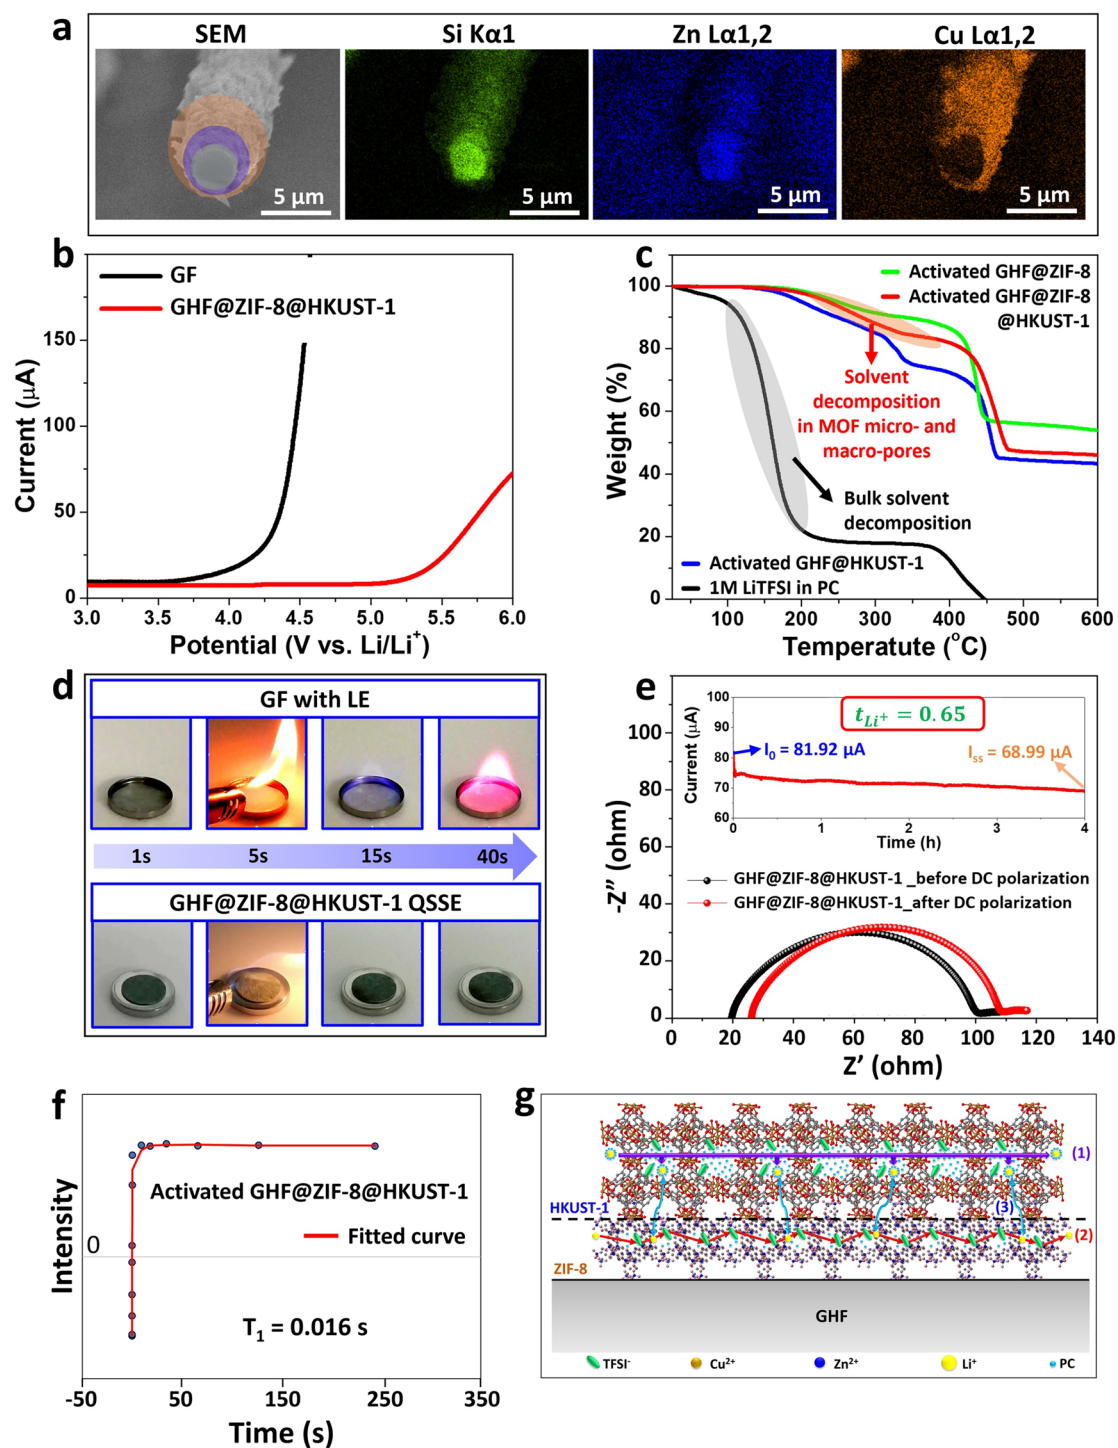 a
SEM
Si Kα1
Zn Lα1,2
Cu Lα1,2
5 μm
5 μm
5 μm
5 μm
b
GF
GHF@ZIF-8@HKUST-1
Current (μA)
150
100
50
0
3.0 3.5 4.0 4.5 5.0 5.5 6.0
Potential (V vs. Li/Li⁺)
c
Activated GHF@ZIF-8
Activated GHF@ZIF-8
@HKUST-1
Solvent
decomposition
in MOF micro- and
macro-pores
Bulk solvent
decomposition
Activated GHF@HKUST-1
1M LiTFSI in PC
Weight (%)
100
80
60
40
20
0
100 200 300 400 500 600
Temperatute (°C)
d
GF with LE
1s 5s 15s 40s
GHF@ZIF-8@HKUST-1 QSSE
e
-Z″ (ohm)
100
80
60
40
20
0
0 20 40 60 80 100 120 140
Z’ (ohm)
Current (μA)
100
90
80
70
60
0 1 2 3 4
Time (h)
t_Li⁺ = 0.65
I₀ = 81.92 μA
Iss = 68.99 μA
GHF@ZIF-8@HKUST-1 _before DC polarization
GHF@ZIF-8@HKUST-1_after DC polarization
f
Intensity
0
Activated GHF@ZIF-8@HKUST-1
Fitted curve
T₁ = 0.016 s
-50 50 150 250 350
Time (s)
g
(1)
HKUST-1
(3)
(2)
ZIF-8
GHF
TFSI⁻ Cu²⁺ Zn²⁺ Li⁺ PC